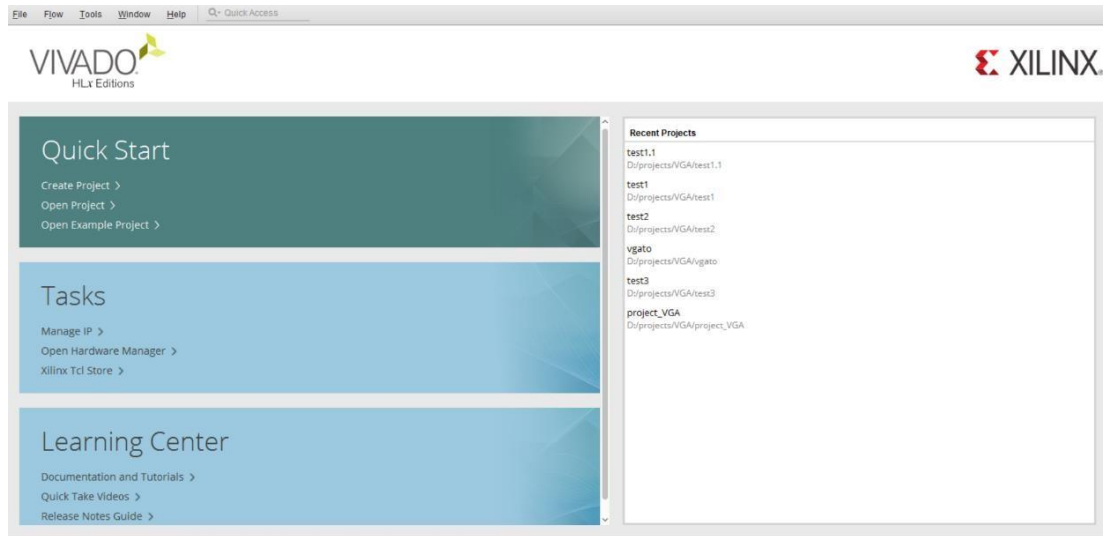 File Flow Tools Window Help Quick Access
VIVADO.
HLx Editions
XILINX.
Quick Start
Create Project >
Open Project >
Open Example Project >
Tasks
Manage IP >
Open Hardware Manager >
Xilinx Tcl Store >
Learning Center
Documentation and Tutorials >
Quick Take Videos >
Release Notes Guide >
Recent Projects
test1.1
D:/projects/VGA/test1.1
test1
D:/projects/VGA/test1
test2
D:/projects/VGA/test2
vgato
D:/projects/VGA/vgato
test3
D:/projects/VGA/test3
project_VGA
D:/projects/VGA/project_VGA